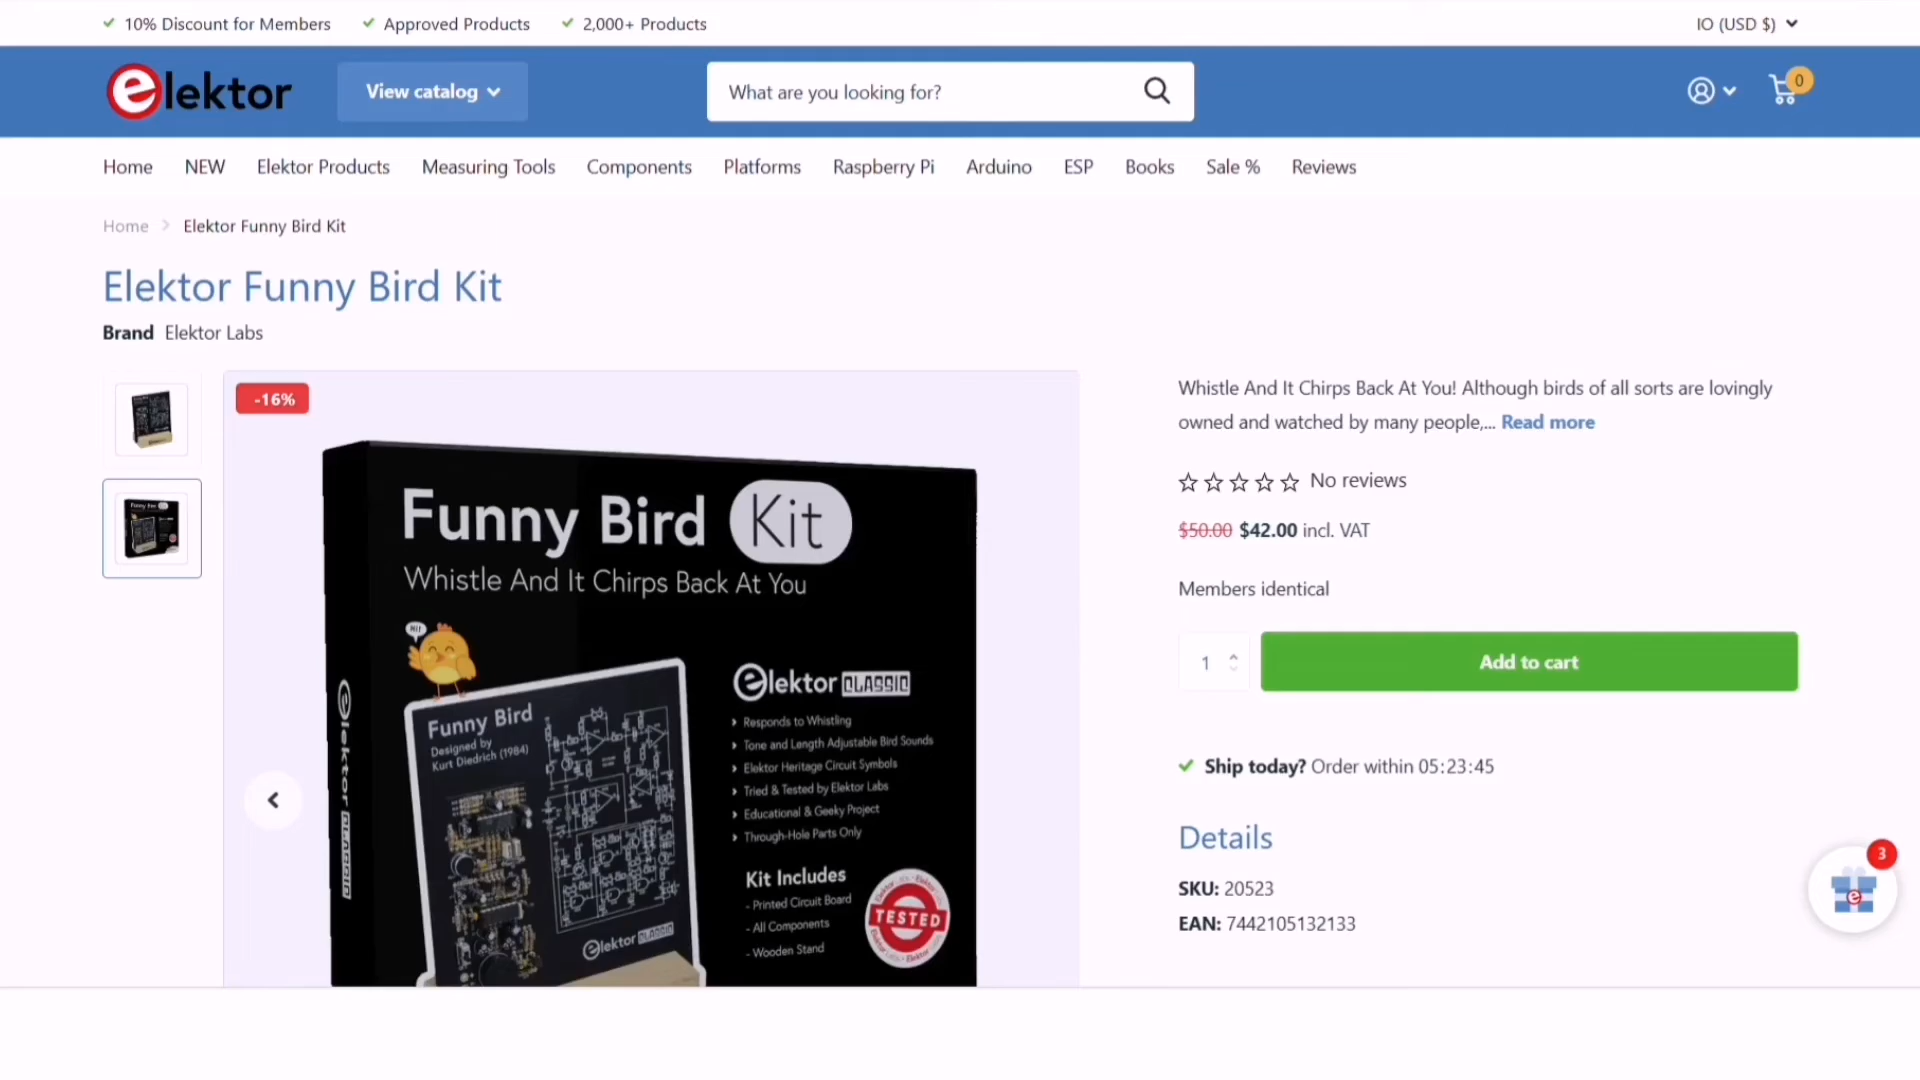 10% Discount for Members
Approved Products
2,000+ Products
IO (USD $)
elektor
View catalog
What are you looking for?
0
Home
NEW
Elektor Products
Measuring Tools
Components
Platforms
Raspberry Pi
Arduino
ESP
Books
Sale %
Reviews
Home
Elektor Funny Bird Kit
Elektor Funny Bird Kit
Brand Elektor Labs
-16%
Funny Bird Kit
Whistle And It Chirps Back At You
Hi!
Funny Bird
Designed by
Kurt Diedrich (1984)
elektor CLASSIC
elektor CLASSIC
elektor CLASSIC
Responds to Whistling
Tone and Length Adjustable Bird Sounds
Elektor Heritage Circuit Symbols
Tried & Tested by Elektor Labs
Educational & Geeky Project
Through-Hole Parts Only
Kit Includes
- Printed Circuit Board
- All Components
- Wooden Stand
TESTED
Whistle And It Chirps Back At You! Although birds of all sorts are lovingly
owned and watched by many people,... Read more
No reviews
$50.00 $42.00 incl. VAT
Members identical
1
Add to cart
Ship today? Order within 05:23:45
Details
SKU: 20523
EAN: 7442105132133
3
e